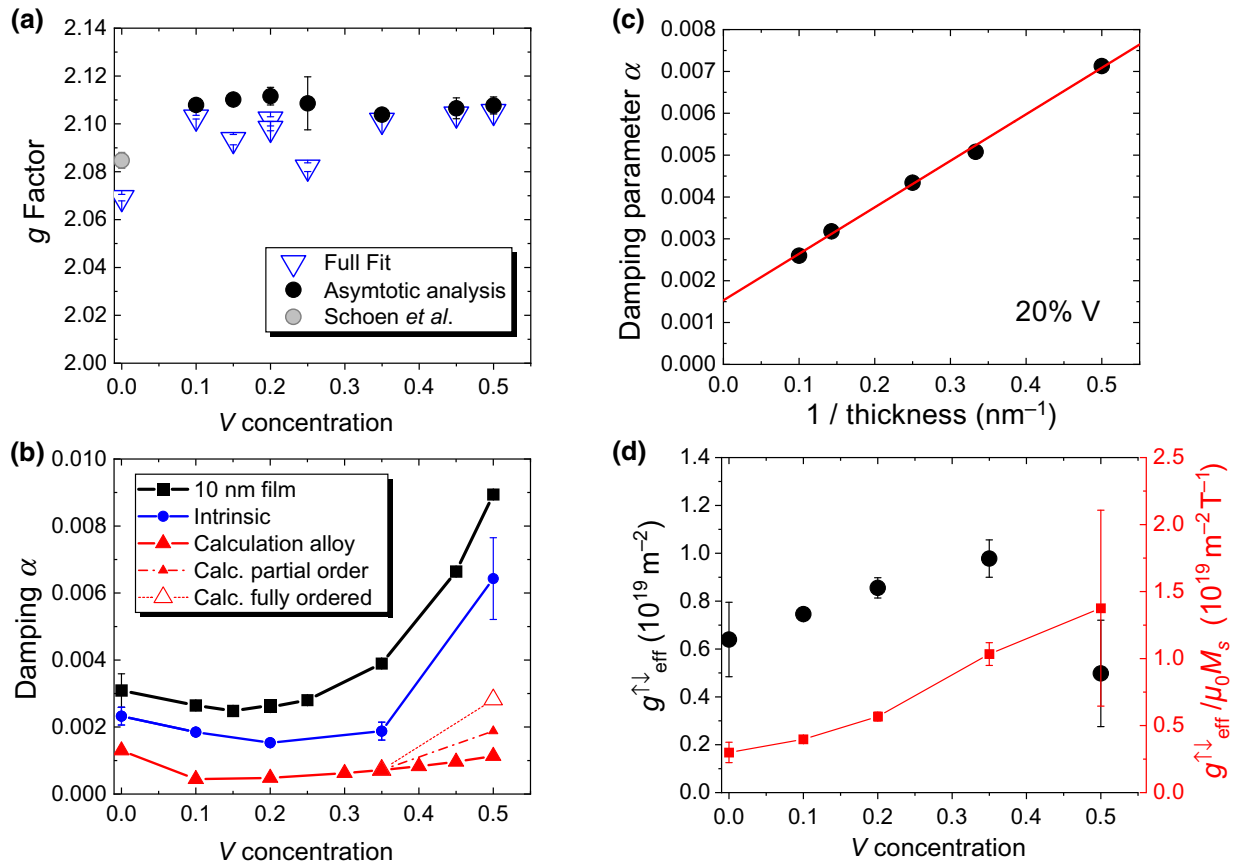 (a)
2.14
2.12
2.10
2.08
2.06
2.04
2.02
2.00
g Factor
Full Fit
Asymtotic analysis
Schoen et al.
0.0 0.1 0.2 0.3 0.4 0.5
V concentration
(b)
0.010
0.008
0.006
0.004
0.002
0.000
Damping α
10 nm film
Intrinsic
Calculation alloy
Calc. partial order
Calc. fully ordered
0.0 0.1 0.2 0.3 0.4 0.5
V concentration
(c)
0.008
0.007
0.006
0.005
0.004
0.003
0.002
0.001
0.000
Damping parameter α
20% V
0.0 0.1 0.2 0.3 0.4 0.5
1 / thickness (nm⁻¹)
(d)
1.4
1.2
1.0
0.8
0.6
0.4
0.2
0.0
g↑↓eff (10¹⁹ m⁻²)
2.5
2.0
1.5
1.0
0.5
0.0
g↑↓eff /μ₀Mₛ (10¹⁹ m⁻² T⁻¹)
0.0 0.1 0.2 0.3 0.4 0.5
V concentration